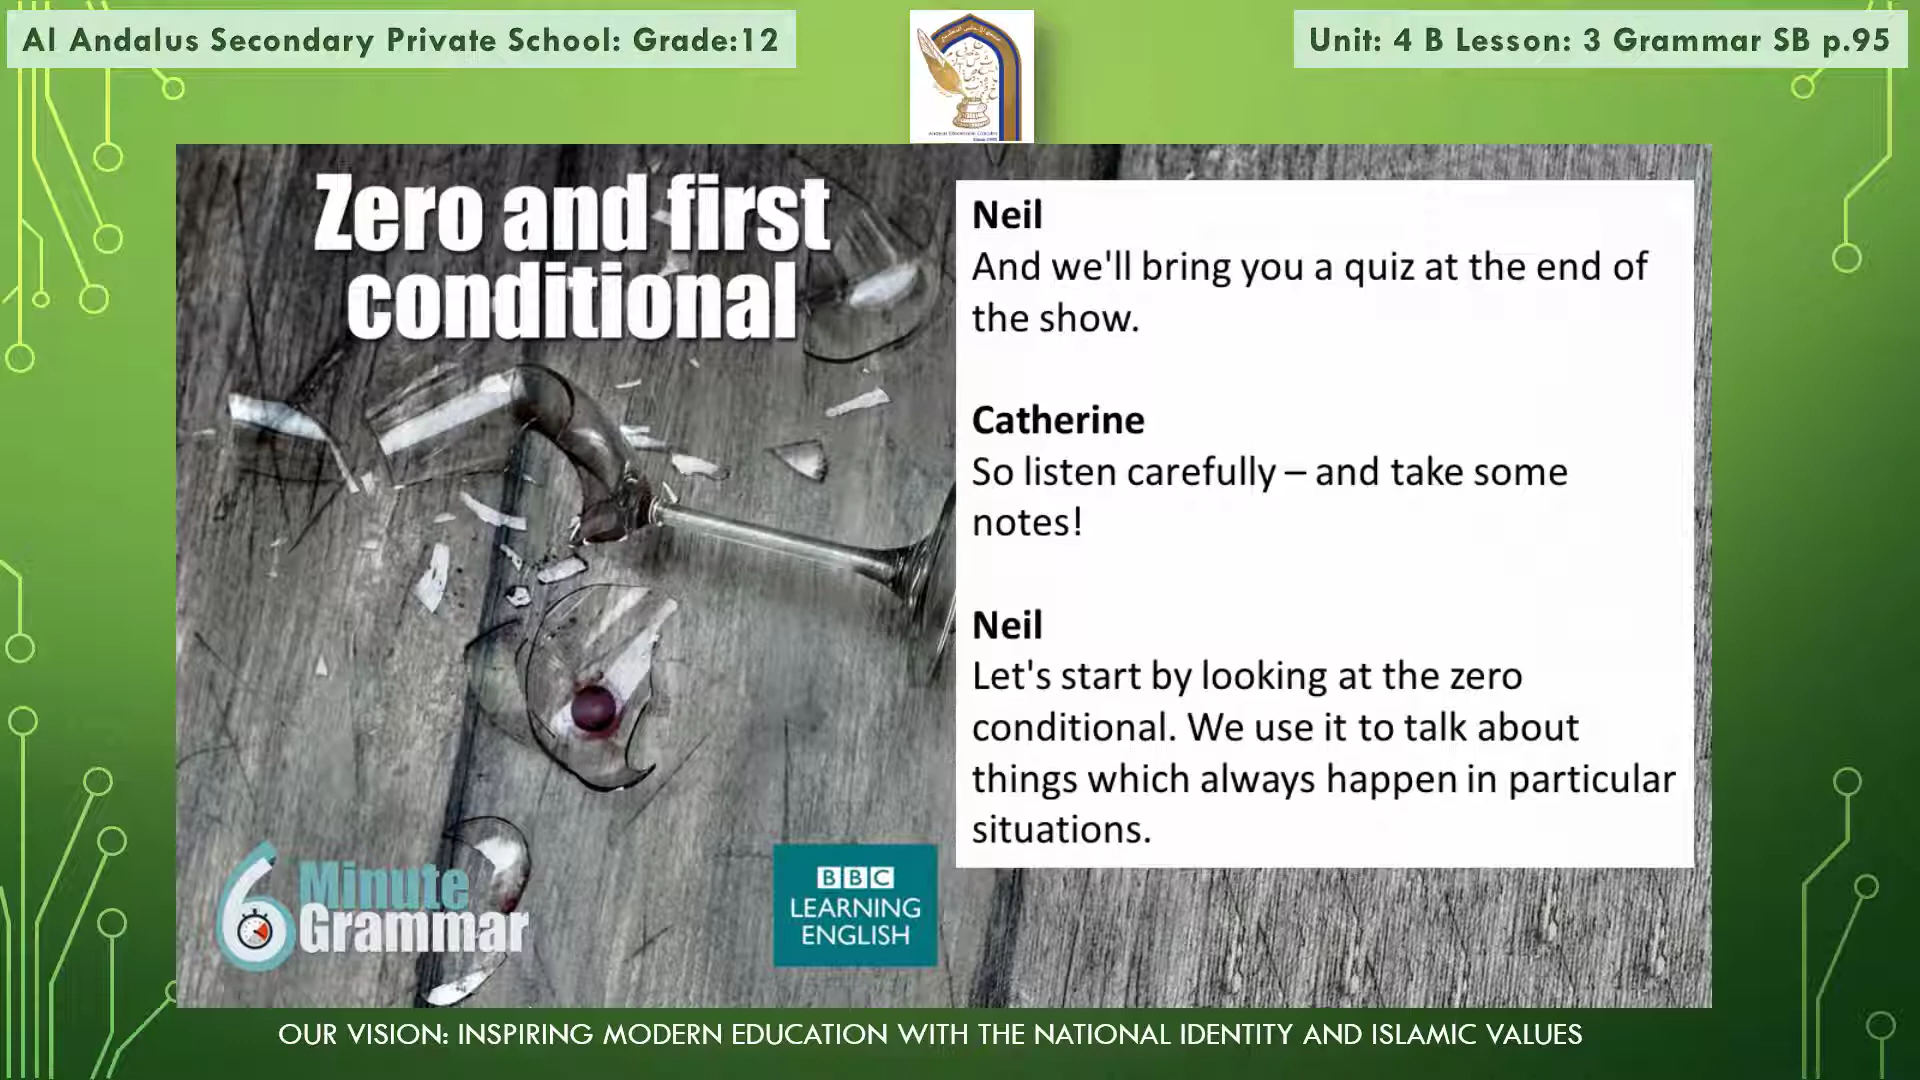 Al Andalus Secondary Private School: Grade:12
Unit: 4 B Lesson: 3 Grammar SB p.95
Zero and first
conditional
Neil
And we'll bring you a quiz at the end of
the show.
Catherine
So listen carefully – and take some
notes!
Neil
Let's start by looking at the zero
conditional. We use it to talk about
things which always happen in particular
situations.
6 Minute
Grammar
BBC
LEARNING
ENGLISH
OUR VISION: INSPIRING MODERN EDUCATION WITH THE NATIONAL IDENTITY AND ISLAMIC VALUES